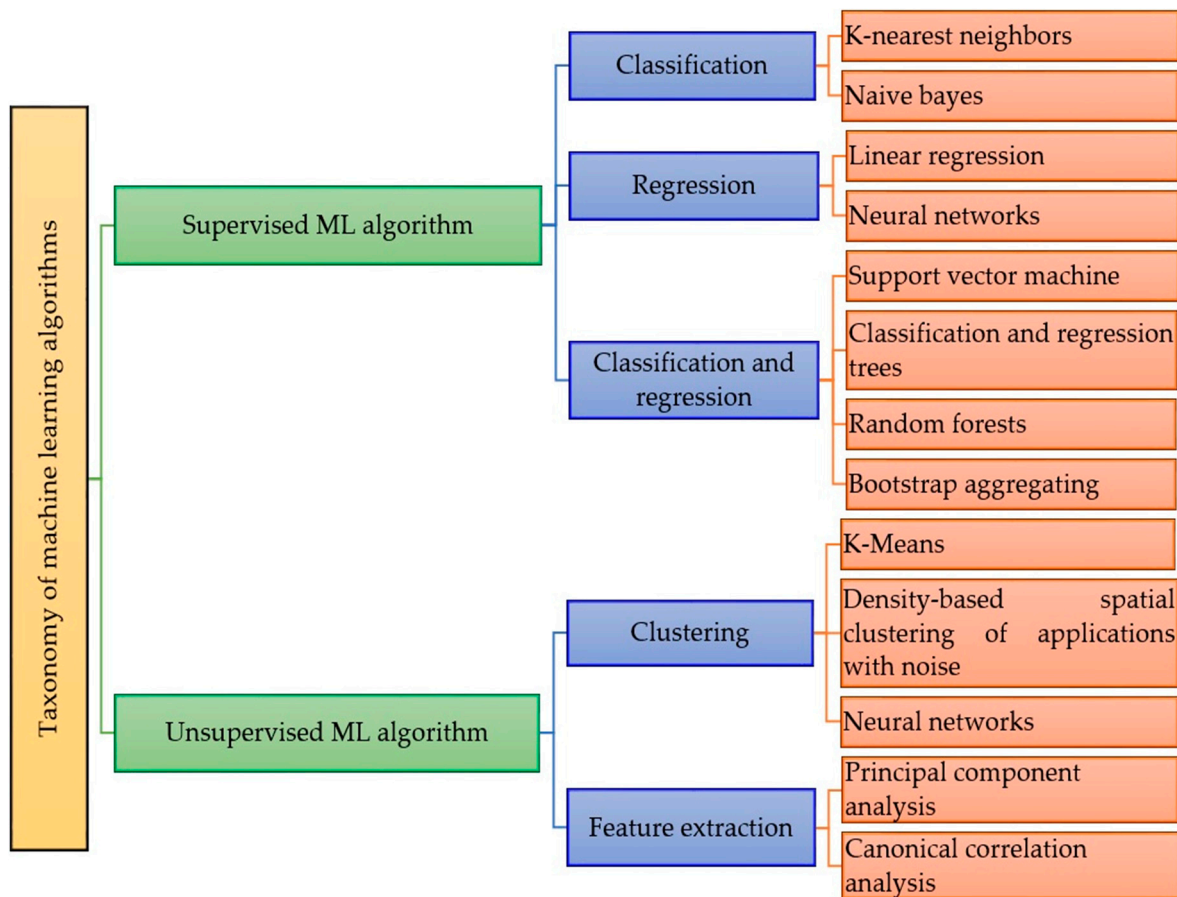 Taxonomy of machine learning algorithms
Supervised ML algorithm
Classification
K-nearest neighbors
Naive bayes
Regression
Linear regression
Neural networks
Classification and
regression
Support vector machine
Classification and regression
trees
Random forests
Bootstrap aggregating
Unsupervised ML algorithm
Clustering
K-Means
Density-based spatial
clustering of applications
with noise
Neural networks
Feature extraction
Principal component
analysis
Canonical correlation
analysis